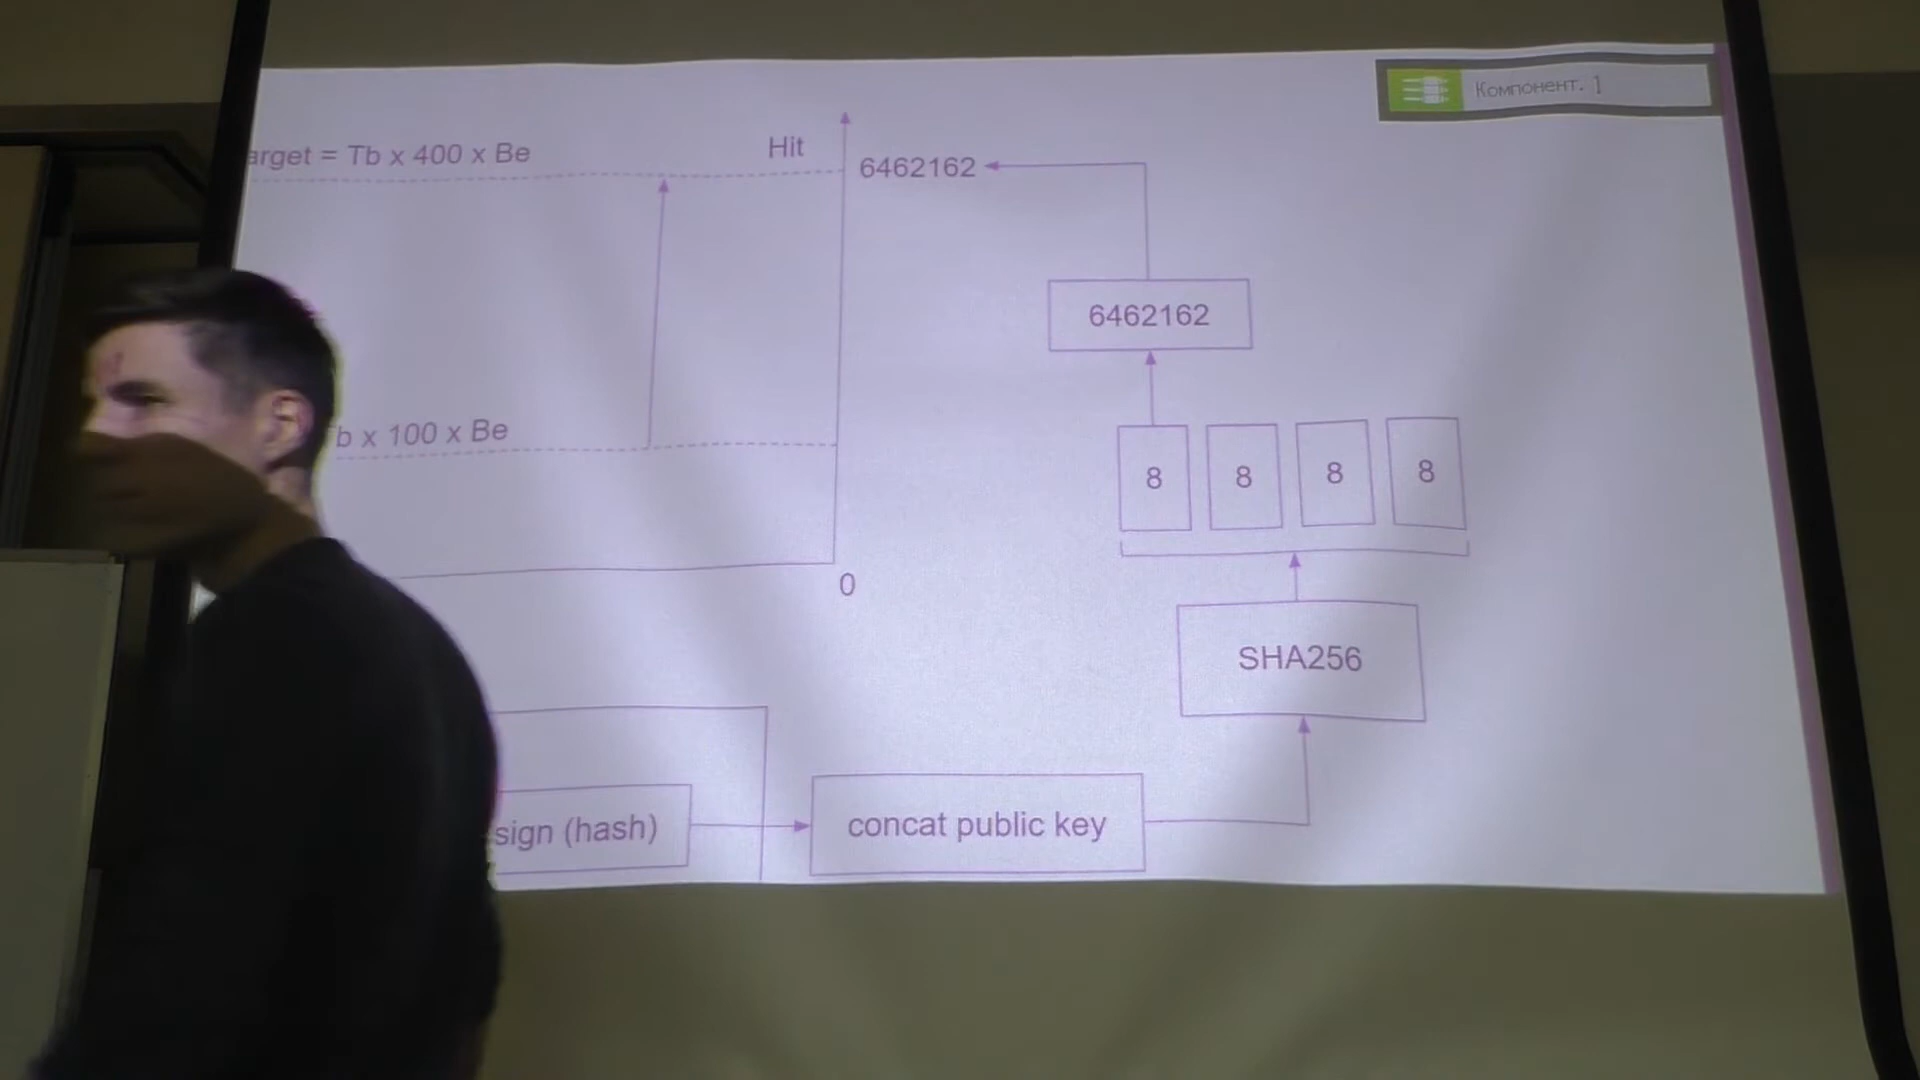 Компонент. 1
arget = Tb x 400 x Be
Hit
6462162
6462162
b x 100 x Be
8 8 8 8
0
SHA256
sign (hash)
concat public key